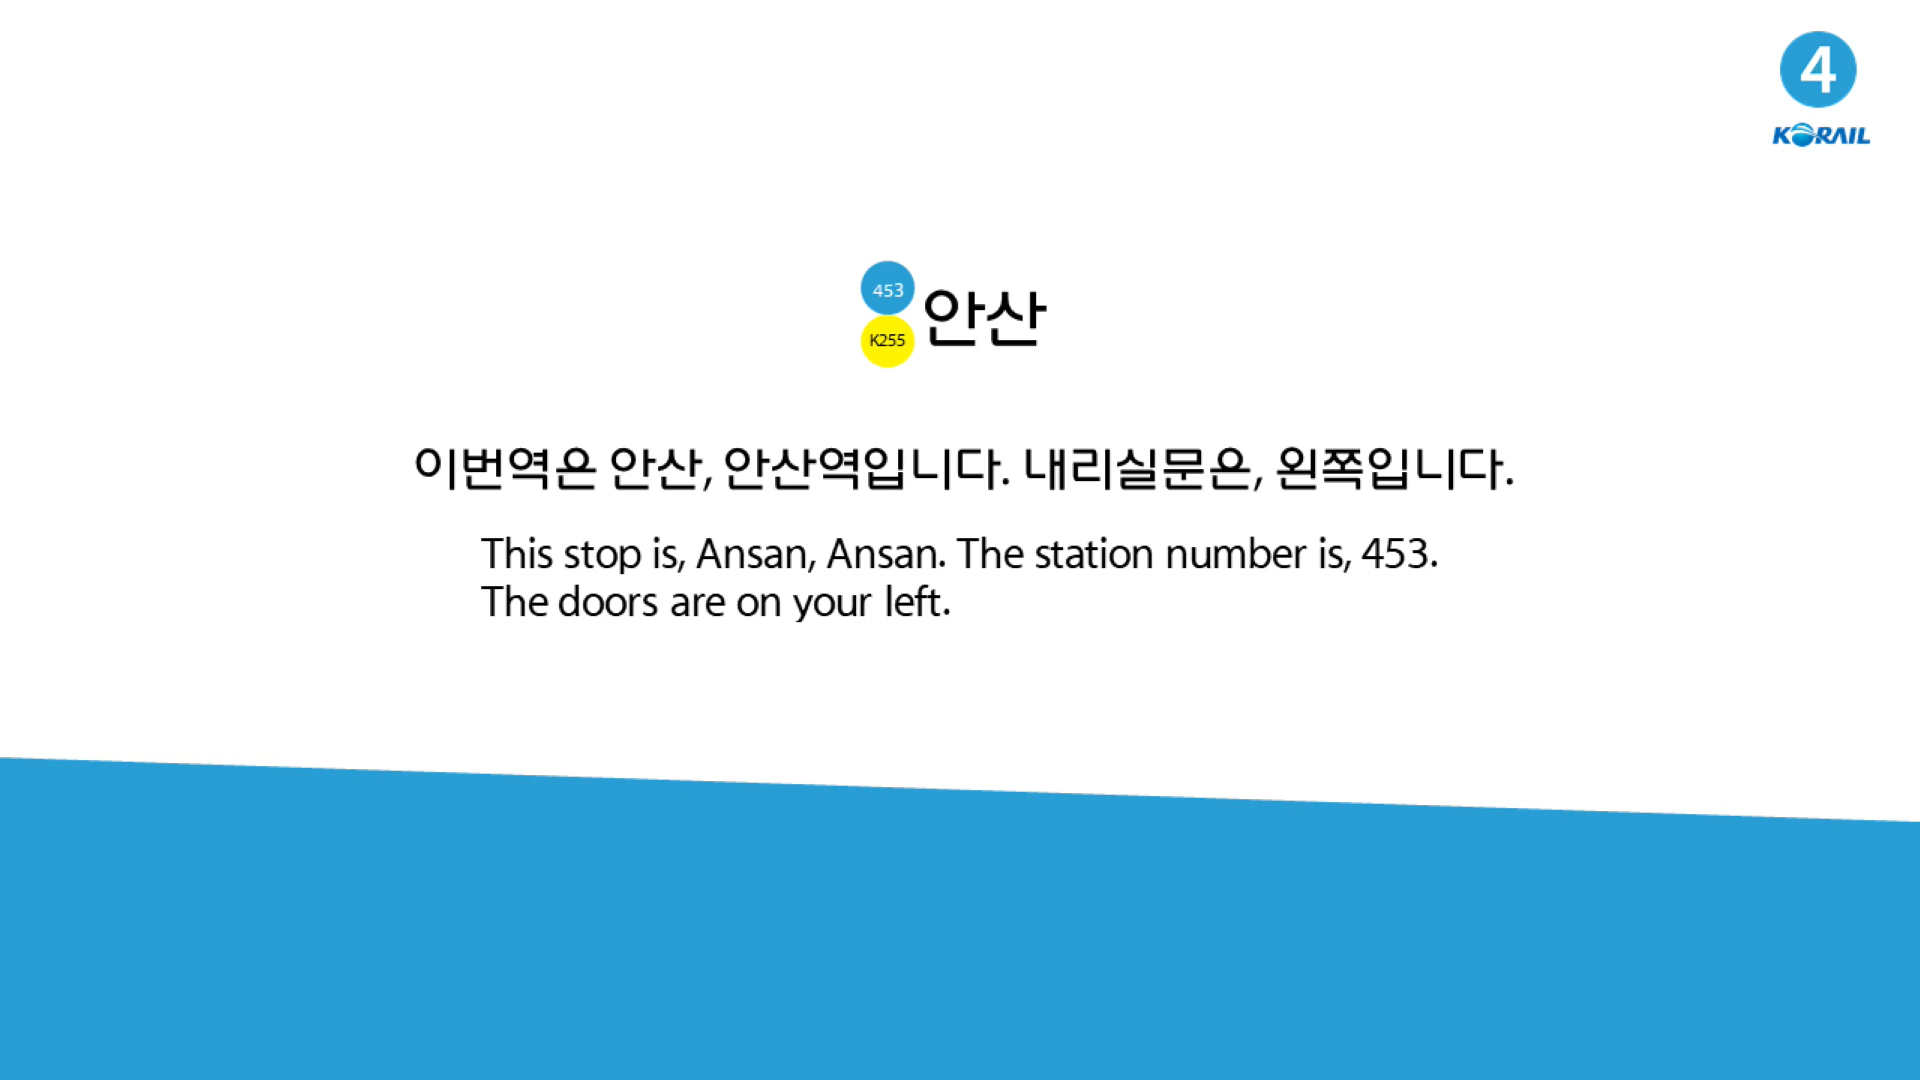 4
KORAIL
453
K255
안산
이번역은 안산, 안산역입니다. 내리실문은, 왼쪽입니다.
This stop is, Ansan, Ansan. The station number is, 453.
The doors are on your left.